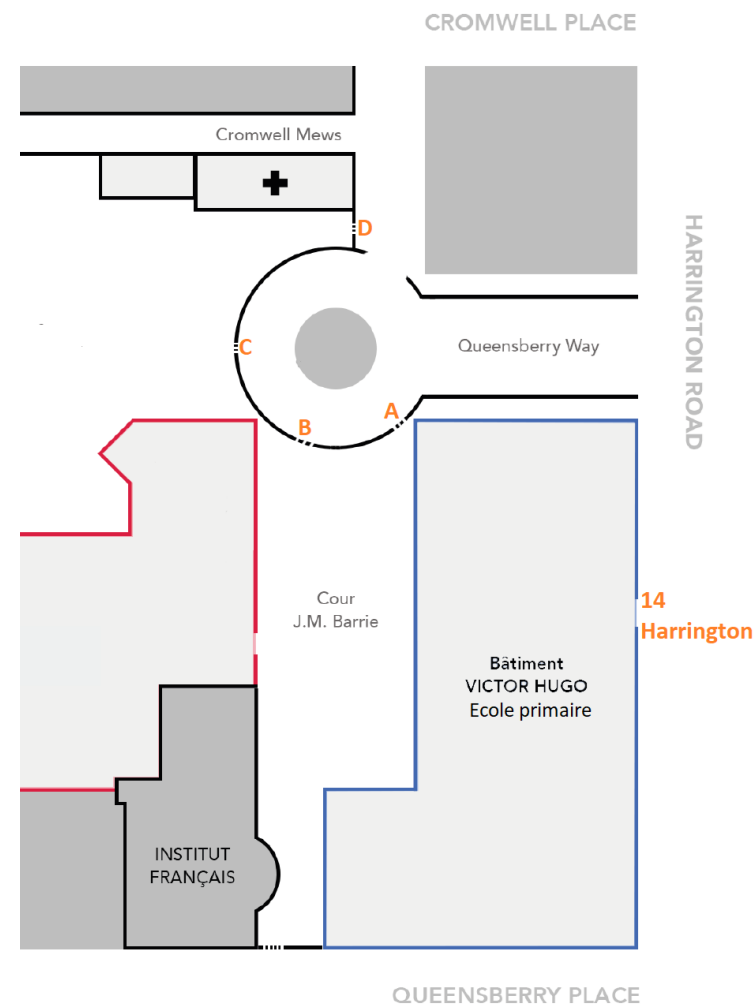 CROMWELL PLACE
Cromwell Mews
D
HARRINGTON ROAD
C
Queensberry Way
A
B
Cour
J.M. Barrie
14
Harrington
Bâtiment
VICTOR HUGO
Ecole primaire
INSTITUT
FRANÇAIS
QUEENSBERRY PLACE